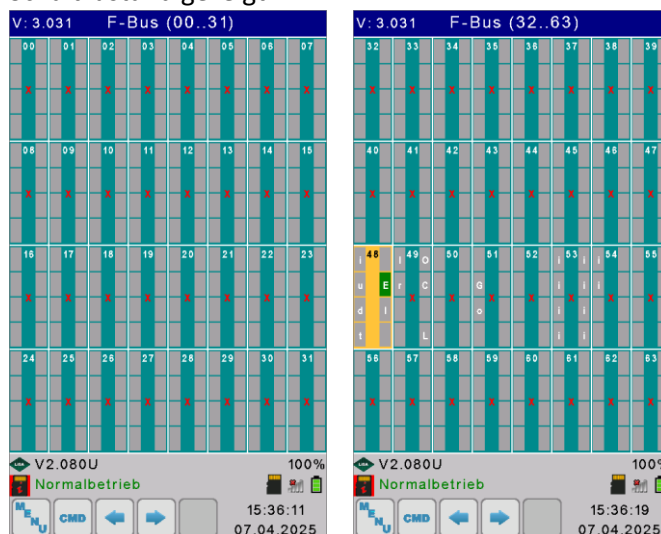 V: 3.031 F-Bus (00..31)
00 01 02 03 04 05 06 07
x x x x x x x x
08 09 10 11 12 13 14 15
x x x x x x x x
16 17 18 19 20 21 22 23
x x x x x x x x
24 25 26 27 28 29 30 31
x x x x x x x x
LGA V2.080U 100%
Normalbetrieb
MENU CMD 15:36:11
07.04.2025
V: 3.031 F-Bus (32..63)
32 33 34 35 36 37 38 39
x x x x x x x x
40 41 42 43 44 45 46 47
x x x x x x x x
i 48 I 49 O 50 51 52 i 53 i i 54 55
u E r C G i i i
x x x x x x x
d I o i i
t L i i
56 57 58 59 60 61 62 63
x x x x x x x x
LGA V2.080U 100%
Normalbetrieb
MENU CMD 15:36:19
07.04.2025